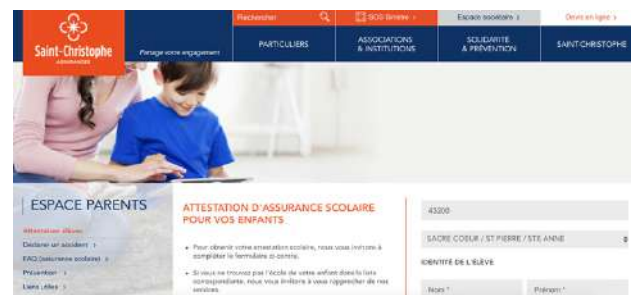 Rechercher
SOS Sinistre >
Espace sociétaire >
Devis en ligne >
Saint-Christophe
ASSURANCES
Partage votre engagement
PARTICULIERS
ASSOCIATIONS
& INSTITUTIONS
SOLIDARITÉ
& PRÉVENTION
SAINT-CHRISTOPHE
ESPACE PARENTS
Attestation élèves
Déclarer un accident >
FAQ (assurance scolaire) >
Prévention >
Liens utiles >
ATTESTATION D'ASSURANCE SCOLAIRE
POUR VOS ENFANTS
• Pour obtenir votre attestation scolaire, nous vous invitons à
compléter le formulaire ci-contre.
• Si vous ne trouvez pas l'école de votre enfant dans la liste
correspondante, nous vous invitons à vous rapprocher de nos
services.
43200
SACRE COEUR / ST PIERRE / STE ANNE
IDENTITÉ DE L'ÉLÈVE
Nom *
Prénom *